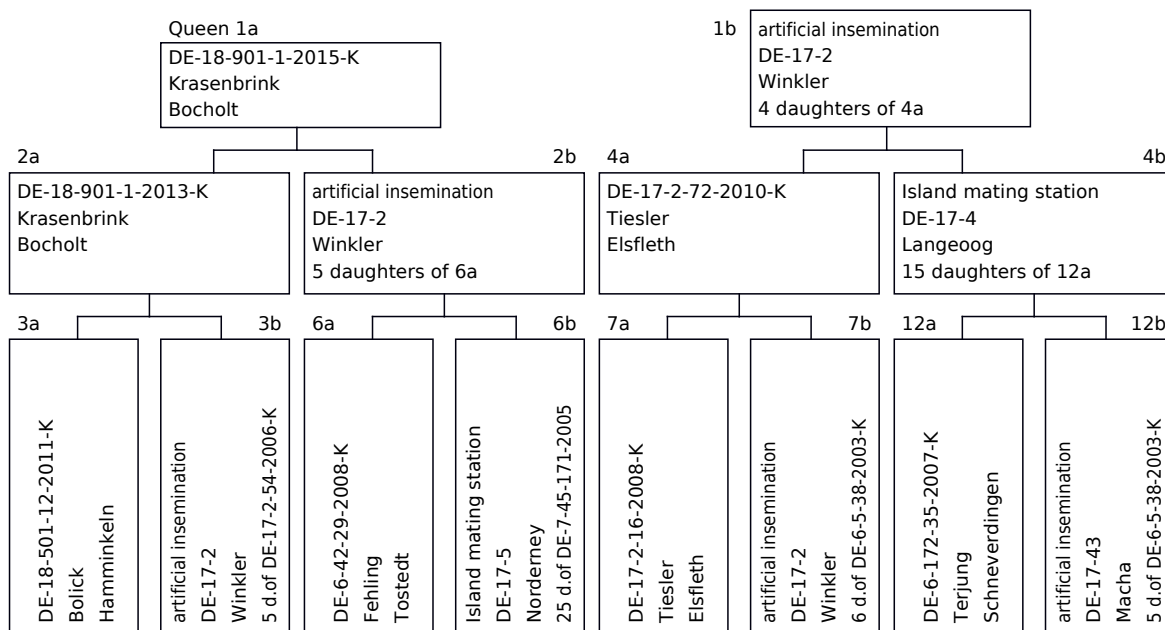 Queen 1a
DE-18-901-1-2015-K
Krasenbrink
Bocholt
1b
artificial insemination
DE-17-2
Winkler
4 daughters of 4a
2a
DE-18-901-1-2013-K
Krasenbrink
Bocholt
2b
artificial insemination
DE-17-2
Winkler
5 daughters of 6a
4a
DE-17-2-72-2010-K
Tiesler
Elsfleth
4b
Island mating station
DE-17-4
Langeoog
15 daughters of 12a
3a
DE-18-501-12-2011-K
Bolick
Hamminkeln
3b
artificial insemination
DE-17-2
Winkler
5 d.of DE-17-2-54-2006-K
6a
DE-6-42-29-2008-K
Fehling
Tostedt
6b
Island mating station
DE-17-5
Norderney
25 d.of DE-7-45-171-2005
7a
DE-17-2-16-2008-K
Tiesler
Elsfleth
7b
artificial insemination
DE-17-2
Winkler
6 d.of DE-6-5-38-2003-K
12a
DE-6-172-35-2007-K
Terjung
Schneverdingen
12b
artificial insemination
DE-17-43
Macha
5 d.of DE-6-5-38-2003-K